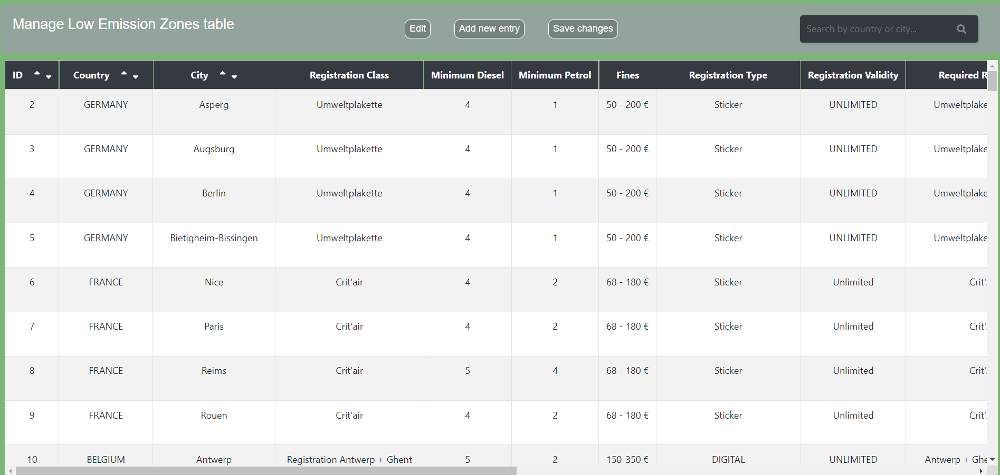 Manage Low Emission Zones table
Edit Add new entry Save changes
Search by country or city...
ID Country City Registration Class Minimum Diesel Minimum Petrol Fines Registration Type Registration Validity Required R
2 GERMANY Asperg Umweltplakette 4 1 50 - 200 € Sticker UNLIMITED Umweltplake
3 GERMANY Augsburg Umweltplakette 4 1 50 - 200 € Sticker UNLIMITED Umweltplake
4 GERMANY Berlin Umweltplakette 4 1 50 - 200 € Sticker UNLIMITED Umweltplake
5 GERMANY Bietigheim-Bissingen Umweltplakette 4 1 50 - 200 € Sticker UNLIMITED Umweltplake
6 FRANCE Nice Crit'air 4 2 68 - 180 € Sticker Unlimited Crit'
7 FRANCE Paris Crit'air 4 2 68 - 180 € Sticker Unlimited Crit'
8 FRANCE Reims Crit'air 5 4 68 - 180 € Sticker Unlimited Crit'
9 FRANCE Rouen Crit'air 4 2 68 - 180 € Sticker Unlimited Crit'
10 BELGIUM Antwerp Registration Antwerp + Ghent 5 2 150-350 € DIGITAL UNLIMITED Antwerp + Ghe